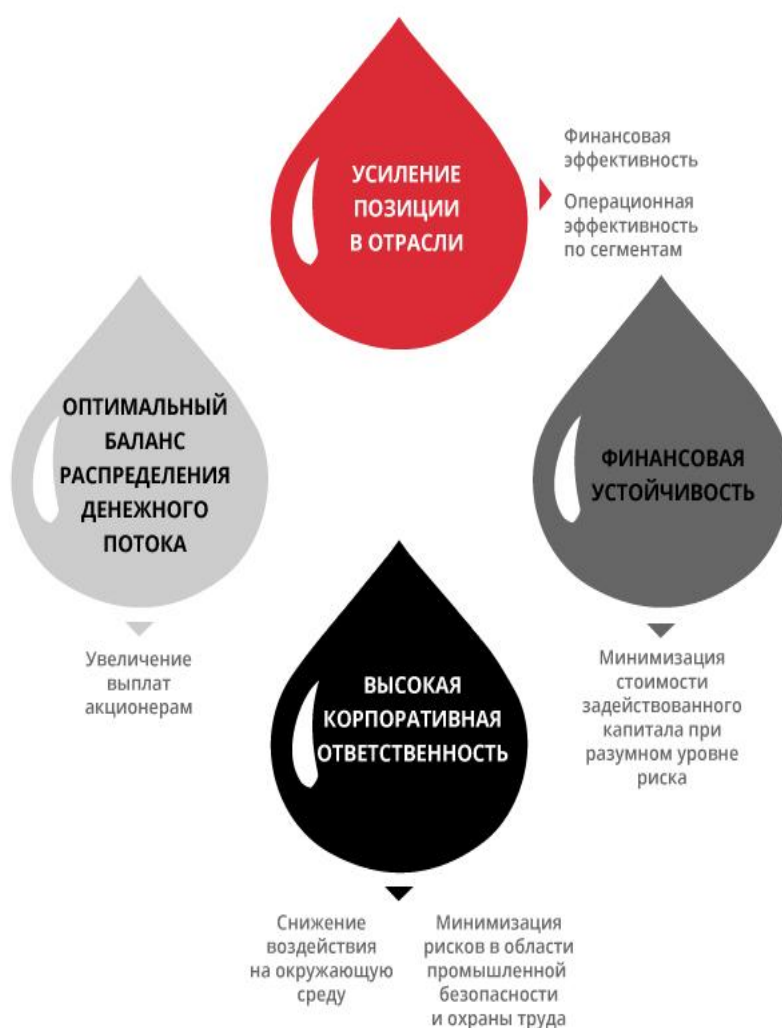 УСИЛЕНИЕ
ПОЗИЦИИ
В ОТРАСЛИ
Финансовая
эффективность
Операционная
эффективность
по сегментам
ОПТИМАЛЬНЫЙ
БАЛАНС
РАСПРЕДЕЛЕНИЯ
ДЕНЕЖНОГО
ПОТОКА
Увеличение
выплат
акционерам
ФИНАНСОВАЯ
УСТОЙЧИВОСТЬ
Минимизация
стоимости
задействованного
капитала при
разумном уровне
риска
ВЫСОКАЯ
КОРПОРАТИВНАЯ
ОТВЕТСТВЕННОСТЬ
Снижение
воздействия
на окружающую
среду
Минимизация
рисков в области
промышленной
безопасности
и охраны труда